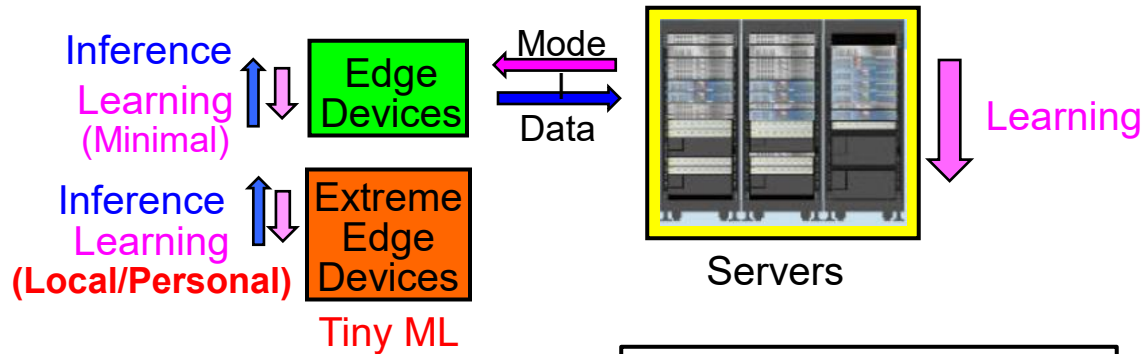 Inference
Learning
(Minimal)
Edge
Devices
Mode
l
Data
Learning
Servers
Inference
Learning
(Local/Personal)
Extreme
Edge
Devices
Tiny ML